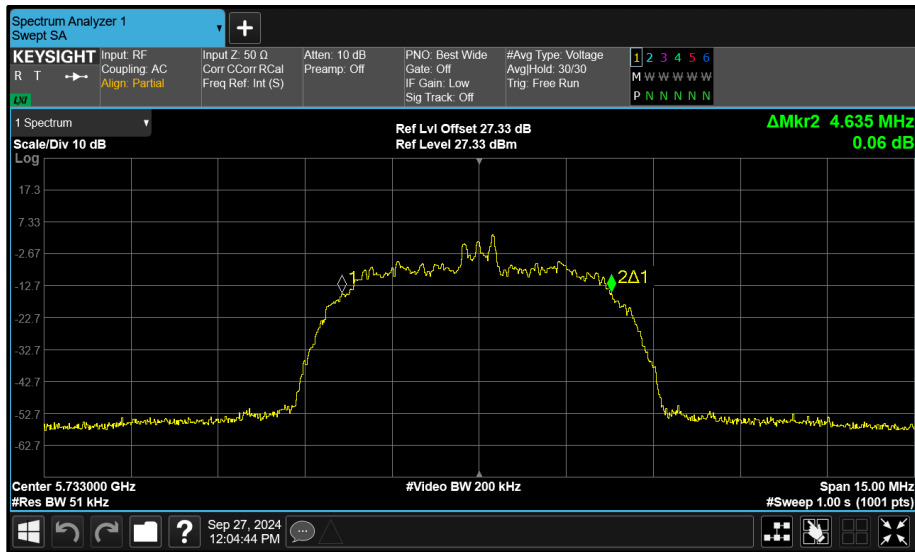 Spectrum Analyzer 1
Swept SA
KEYSIGHT
R T
LXI
Input: RF
Coupling: AC
Align: Partial
Input Z: 50 Ω
Corr CCorr RCal
Freq Ref: Int (S)
Atten: 10 dB
Preamp: Off
PNO: Best Wide
Gate: Off
IF Gain: Low
Sig Track: Off
#Avg Type: Voltage
Avg|Hold: 30/30
Trig: Free Run
1 2 3 4 5 6
M W W W W W
P N N N N N
1 Spectrum
Scale/Div 10 dB
Ref Lvl Offset 27.33 dB
Ref Level 27.33 dBm
ΔMkr2 4.635 MHz
0.06 dB
Log
17.3
7.33
-2.67
-12.7
-22.7
-32.7
-42.7
-52.7
-62.7
1
2Δ1
Center 5.733000 GHz
#Video BW 200 kHz
Span 15.00 MHz
#Res BW 51 kHz
#Sweep 1.00 s (1001 pts)
?
Sep 27, 2024
12:04:44 PM